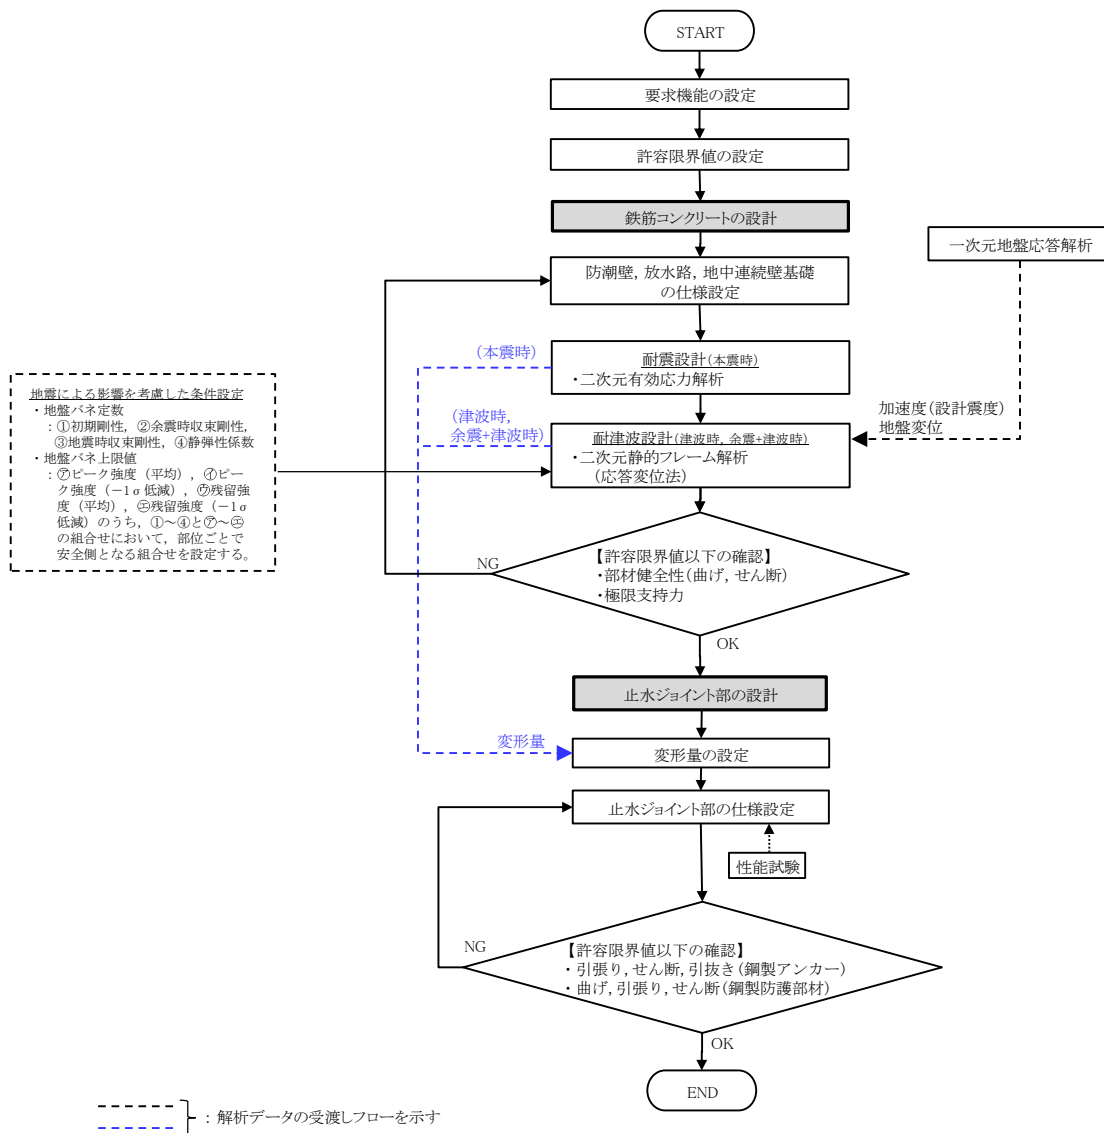 START
要求機能の設定
許容限界値の設定
鉄筋コンクリートの設計
一次元地盤応答解析
防潮壁，放水路，地中連続壁基礎
の仕様設定
（本震時）
耐震設計（本震時）
・二次元有効応力解析
地震による影響を考慮した条件設定
・地盤バネ定数
：①初期剛性，②余震時収束剛性，
③地震時収束剛性，④静弾性係数
・地盤バネ上限値
：㋐ピーク強度（平均），㋑ピー
ク強度（－1σ低減），㋒残留強
度（平均），㋓残留強度（－1σ
低減）のうち，①～④と㋐～㋓
の組合せにおいて，部位ごとで
安全側となる組合せを設定する。
（津波時，
余震+津波時）
加速度（設計震度）
地盤変位
耐津波設計（津波時，余震+津波時）
・二次元静的フレーム解析
（応答変位法）
NG
【許容限界値以下の確認】
・部材健全性（曲げ，せん断）
・極限支持力
OK
止水ジョイント部の設計
変形量
変形量の設定
止水ジョイント部の仕様設定
性能試験
NG
【許容限界値以下の確認】
・引張り，せん断，引抜き（鋼製アンカー）
・曲げ，引張り，せん断（鋼製防護部材）
OK
END
：解析データの受渡しフローを示す